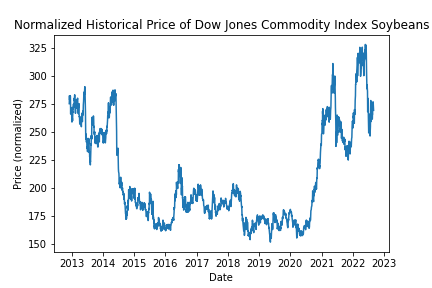 Normalized Historical Price of Dow Jones Commodity Index Soybeans
Price (normalized)
325
300
275
250
225
200
175
150
2013 2014 2015 2016 2017 2018 2019 2020 2021 2022 2023
Date